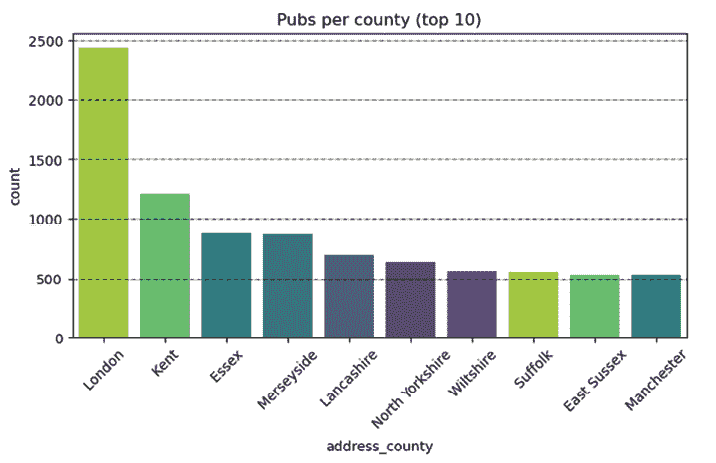 Pubs per county (top 10)
count
2500
2000
1500
1000
500
0
London
Kent
Essex
Merseyside
Lancashire
North Yorkshire
Wiltshire
Suffolk
East Sussex
Manchester
address_county